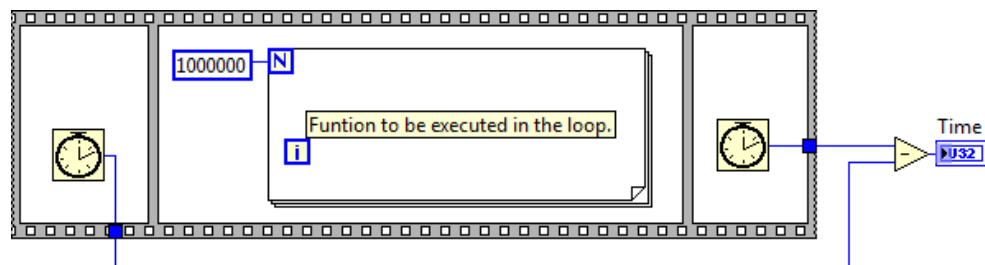 1000000
N
Funtion to be executed in the loop.
i
Time
U32